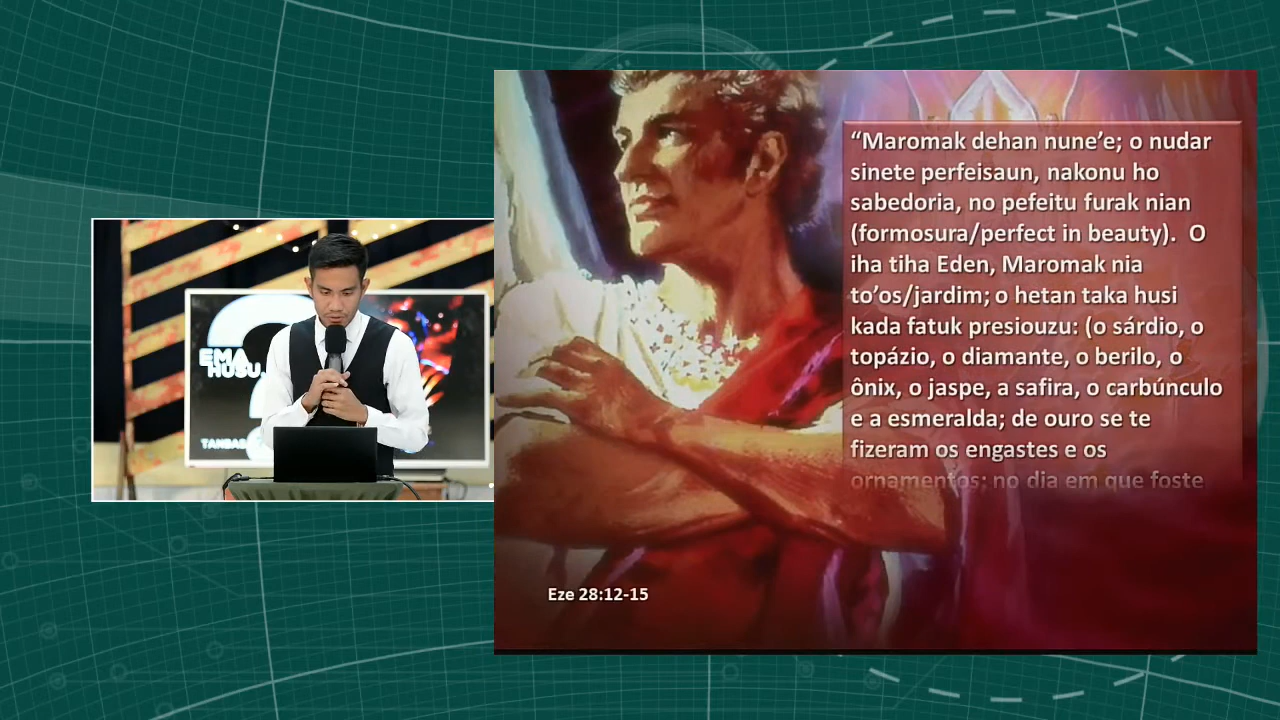 EMA
HUSU
“Maromak dehan nune’e; o nudar
sinete perfeisaun, nakonu ho
sabedoria, no pefeitu furak nian
(formosura/perfect in beauty).  O
iha tiha Eden, Maromak nia
to’os/jardim; o hetan taka husi
kada fatuk presiouzu: (o sárdio, o
topázio, o diamante, o berilo, o
ônix, o jaspe, a safira, o carbúnculo
e a esmeralda; de ouro se te
fizeram os engastes e os
ornamentos; no dia em que foste
Eze 28:12-15